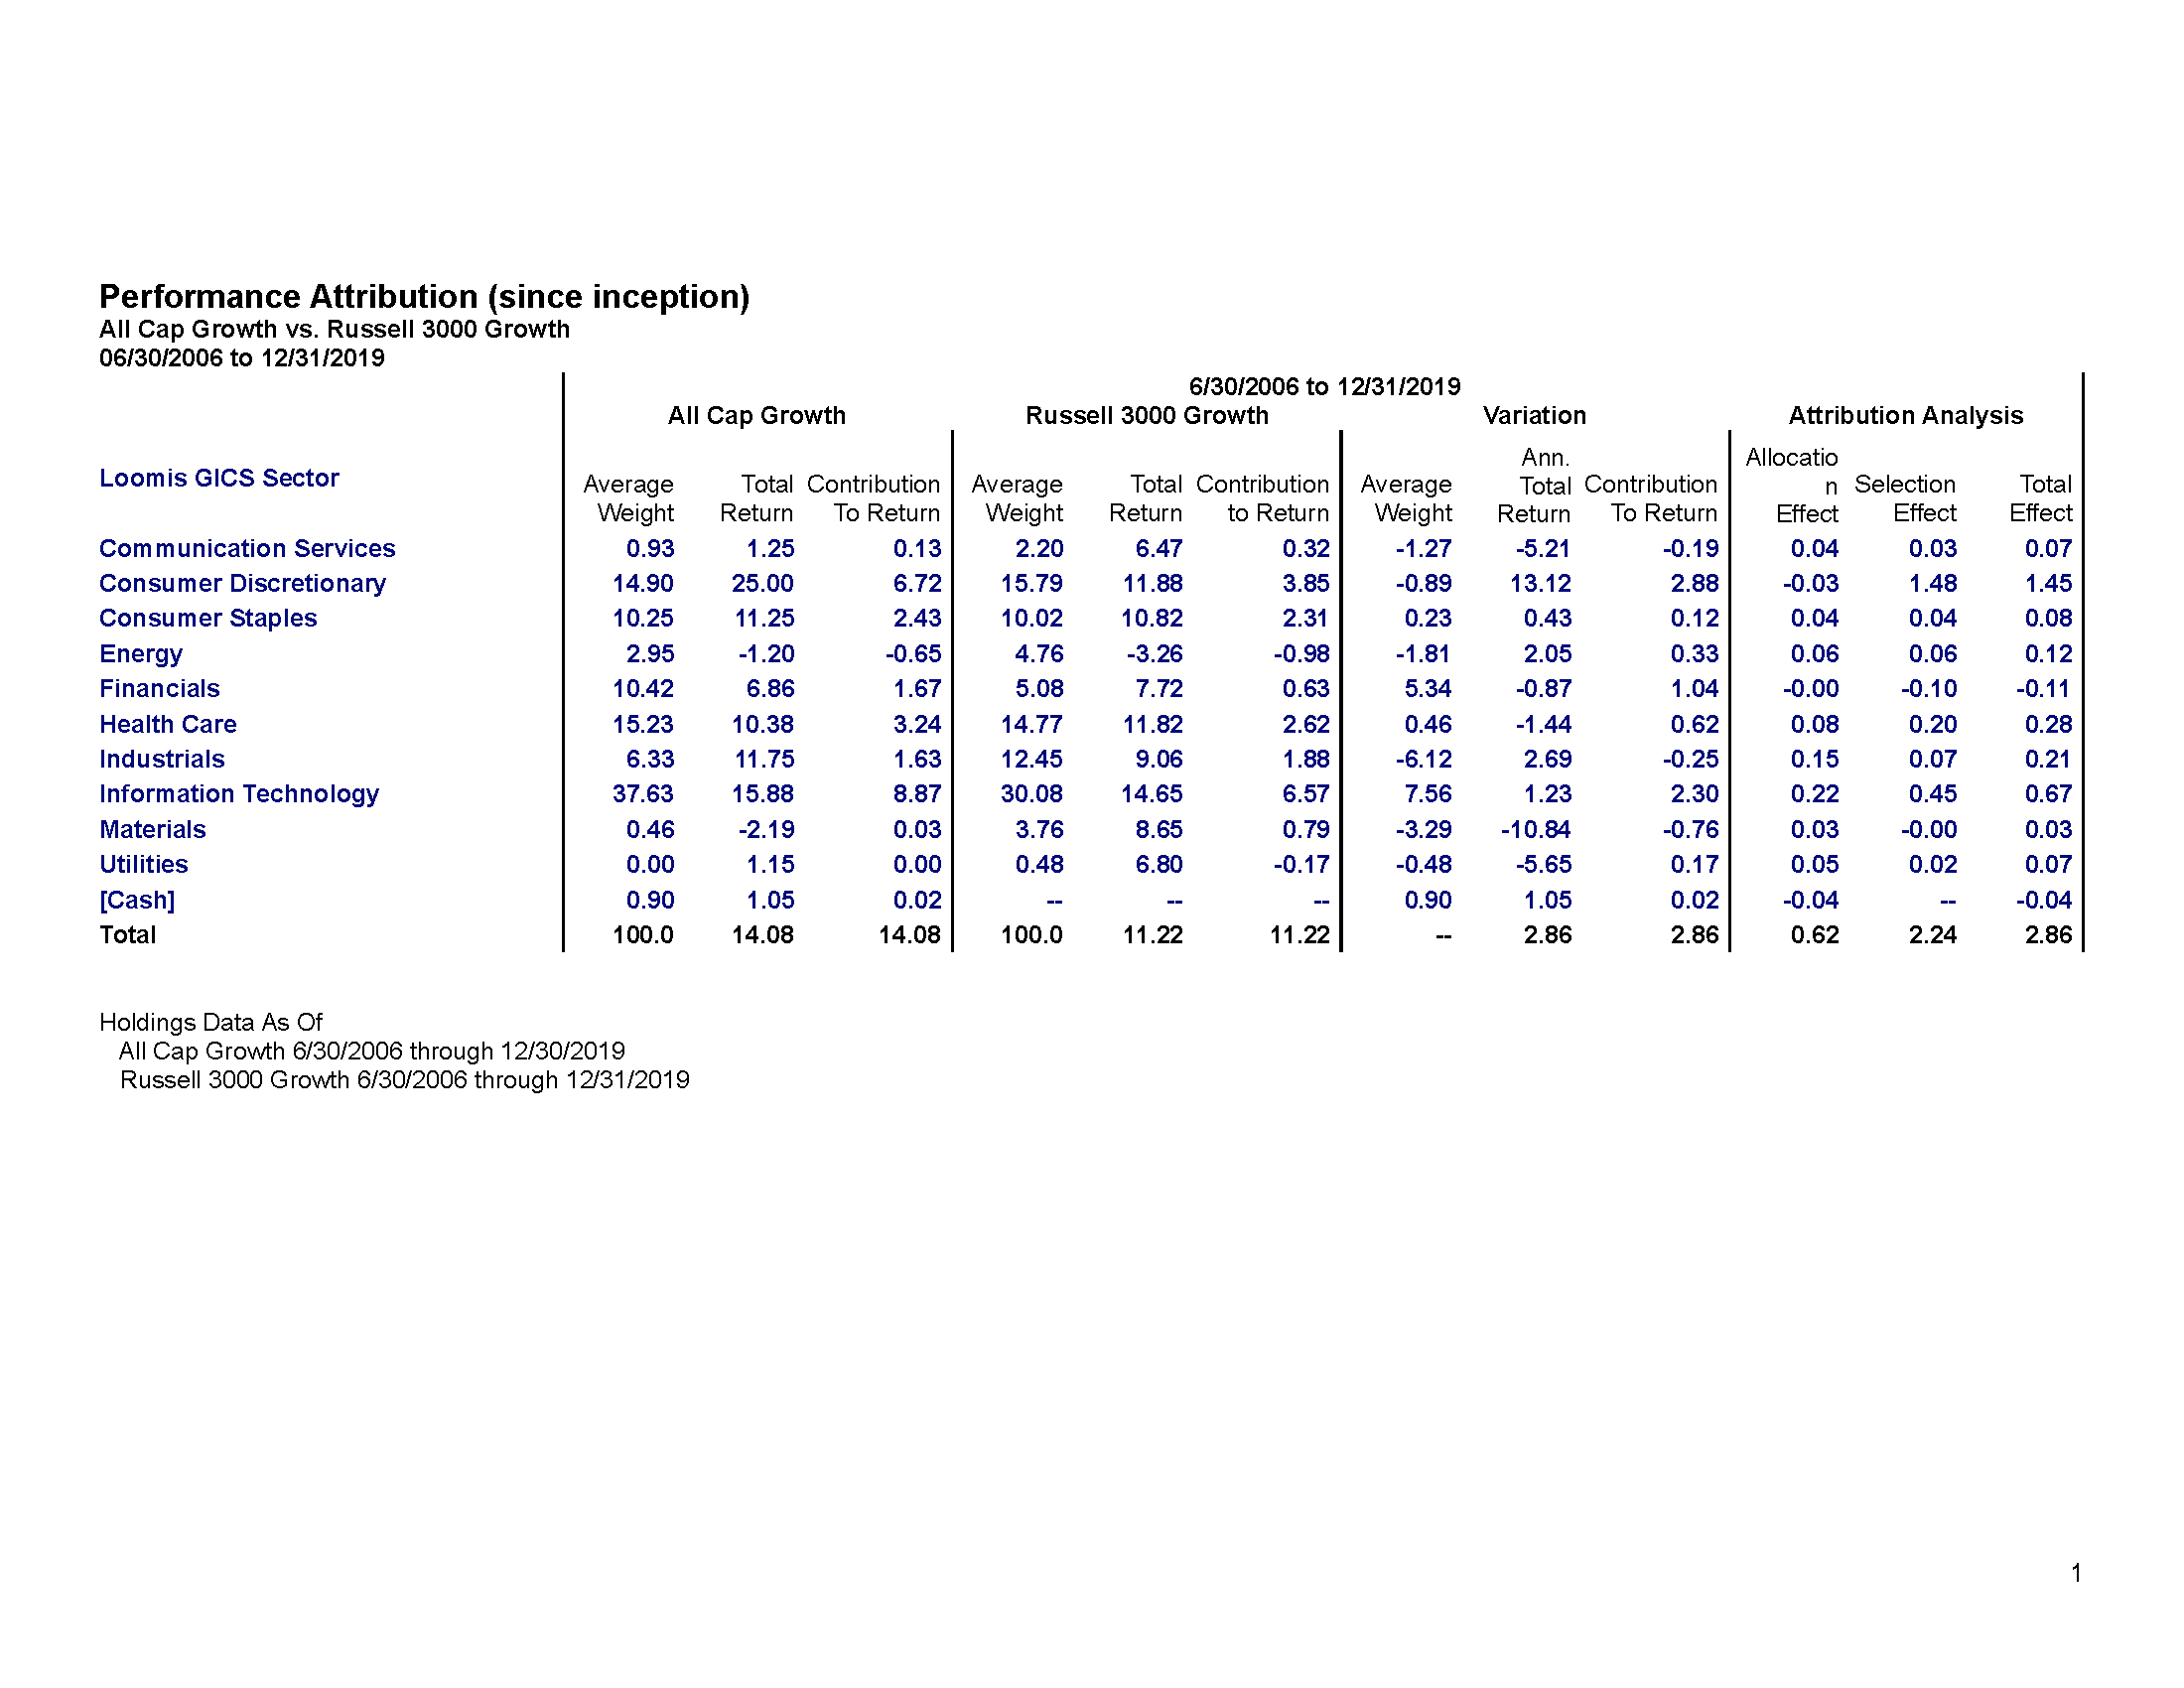 Performance Attribution (since inception)
All Cap Growth vs. Russell 3000 Growth
06/30/2006 to 12/31/2019
6/30/2006 to 12/31/2019
All Cap Growth Russell 3000 Growth Variation Attribution Analysis
Loomis GICS Sector Average Weight Total Return Contribution To Return Average Weight Total Return Contribution to Return Average Weight Ann. Total Return Contribution To Return Allocatio n Effect Selection Effect Total Effect
Communication Services 0.93 1.25 0.13 2.20 6.47 0.32 -1.27 -5.21 -0.19 0.04 0.03 0.07
Consumer Discretionary 14.90 25.00 6.72 15.79 11.88 3.85 -0.89 13.12 2.88 -0.03 1.48 1.45
Consumer Staples 10.25 11.25 2.43 10.02 10.82 2.31 0.23 0.43 0.12 0.04 0.04 0.08
Energy 2.95 -1.20 -0.65 4.76 -3.26 -0.98 -1.81 2.05 0.33 0.06 0.06 0.12
Financials 10.42 6.86 1.67 5.08 7.72 0.63 5.34 -0.87 1.04 -0.00 -0.10 -0.11
Health Care 15.23 10.38 3.24 14.77 11.82 2.62 0.46 -1.44 0.62 0.08 0.20 0.28
Industrials 6.33 11.75 1.63 12.45 9.06 1.88 -6.12 2.69 -0.25 0.15 0.07 0.21
Information Technology 37.63 15.88 8.87 30.08 14.65 6.57 7.56 1.23 2.30 0.22 0.45 0.67
Materials 0.46 -2.19 0.03 3.76 8.65 0.79 -3.29 -10.84 -0.76 0.03 -0.00 0.03
Utilities 0.00 1.15 0.00 0.48 6.80 -0.17 -0.48 -5.65 0.17 0.05 0.02 0.07
[Cash] 0.90 1.05 0.02 -- -- -- 0.90 1.05 0.02 -0.04 -- -0.04
Total 100.0 14.08 14.08 100.0 11.22 11.22 -- 2.86 2.86 0.62 2.24 2.86
Holdings Data As Of
All Cap Growth 6/30/2006 through 12/30/2019
Russell 3000 Growth 6/30/2006 through 12/31/2019
1